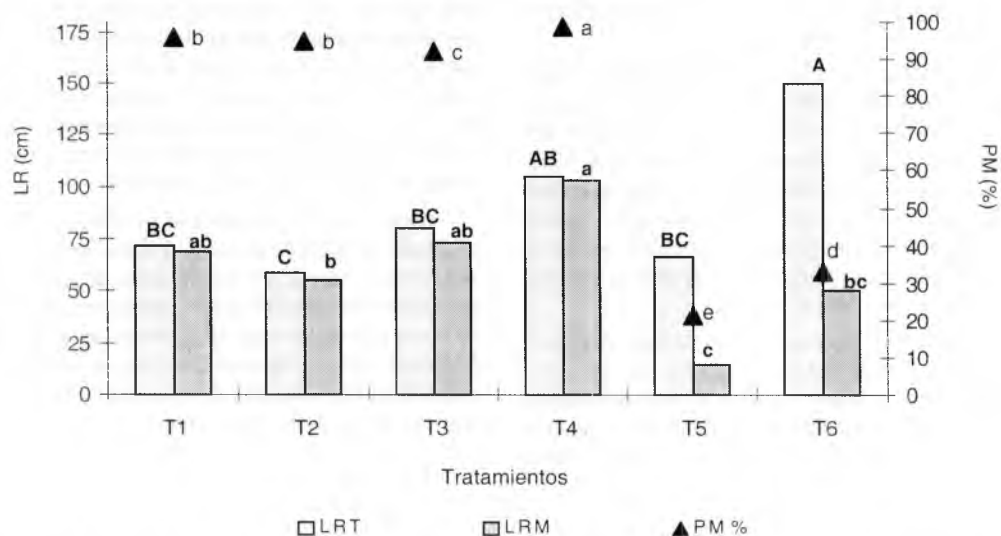 LR (cm)
175
150
125
100
75
50
25
0
100
90
80
70
60
50
40
30
20
10
0
PM (%)
b
b
c
a
A
AB
a
BC
ab
C
b
BC
ab
BC
e
c
d
bc
T1
T2
T3
T4
T5
T6
Tratamientos
LRT
LRM
PM %